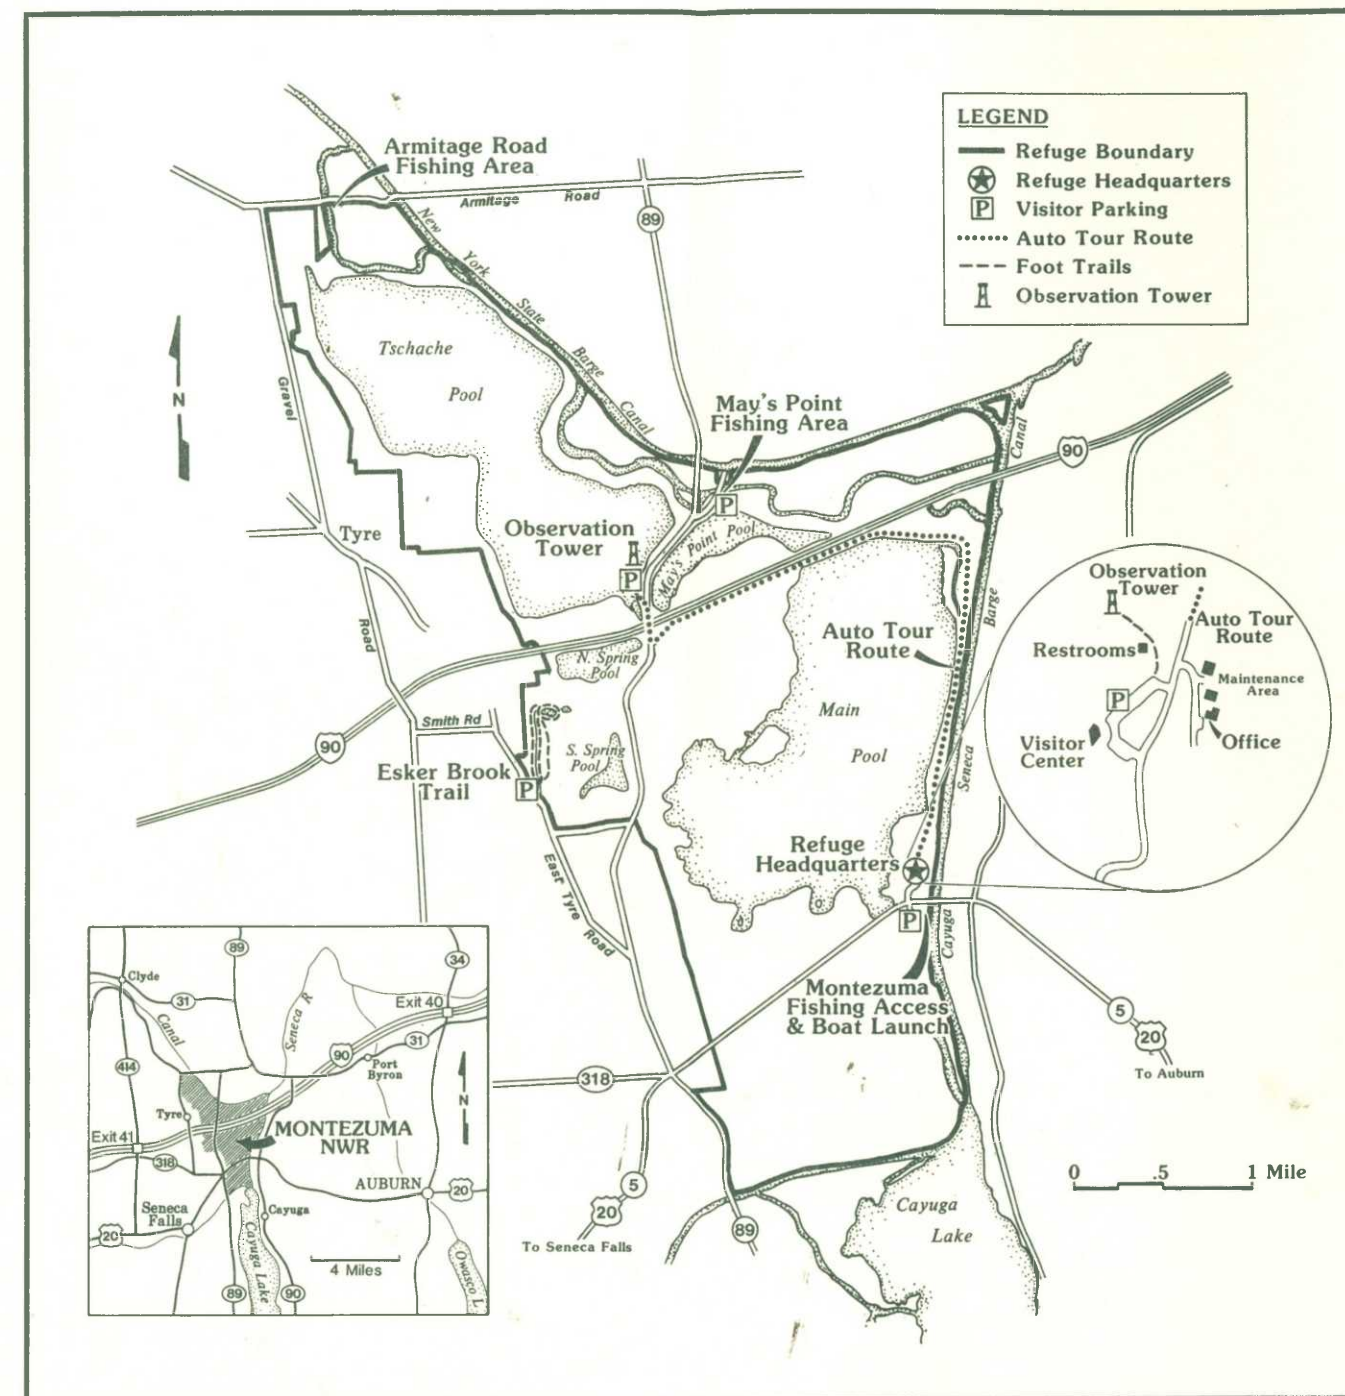 LEGEND
Refuge Boundary
Refuge Headquarters
P Visitor Parking
Auto Tour Route
Foot Trails
Observation Tower
Armitage Road
Fishing Area
Armitage Road
89
New York State Barge Canal
Tschache
Pool
N
Gravel
Road
May's Point
Fishing Area
P
May's Point Pool
90
Canal
Barge
Seneca
Cayuga
Observation
Tower
P
Tyre
N. Spring
Pool
Smith Rd
90
Esker Brook
Trail
P
S. Spring
Pool
East Tyre Road
Auto Tour
Route
Main
Pool
Refuge
Headquarters
P
Montezuma
Fishing Access
& Boat Launch
Observation
Tower
Auto Tour
Route
Restrooms
Maintenance
Area
P
Visitor
Center
Office
5
20
To Auburn
318
5
20
To Seneca Falls
89
Cayuga
Lake
0 .5 1 Mile
89
34
Clyde
31
Exit 40
Canal
Seneca R
90
31
414
Port
Byron
N
Tyre
Exit 41
MONTEZUMA
NWR
318
AUBURN
20
Seneca
Falls
Cayuga
20
Cayuga Lake
4 Miles
Owasco L
89
90